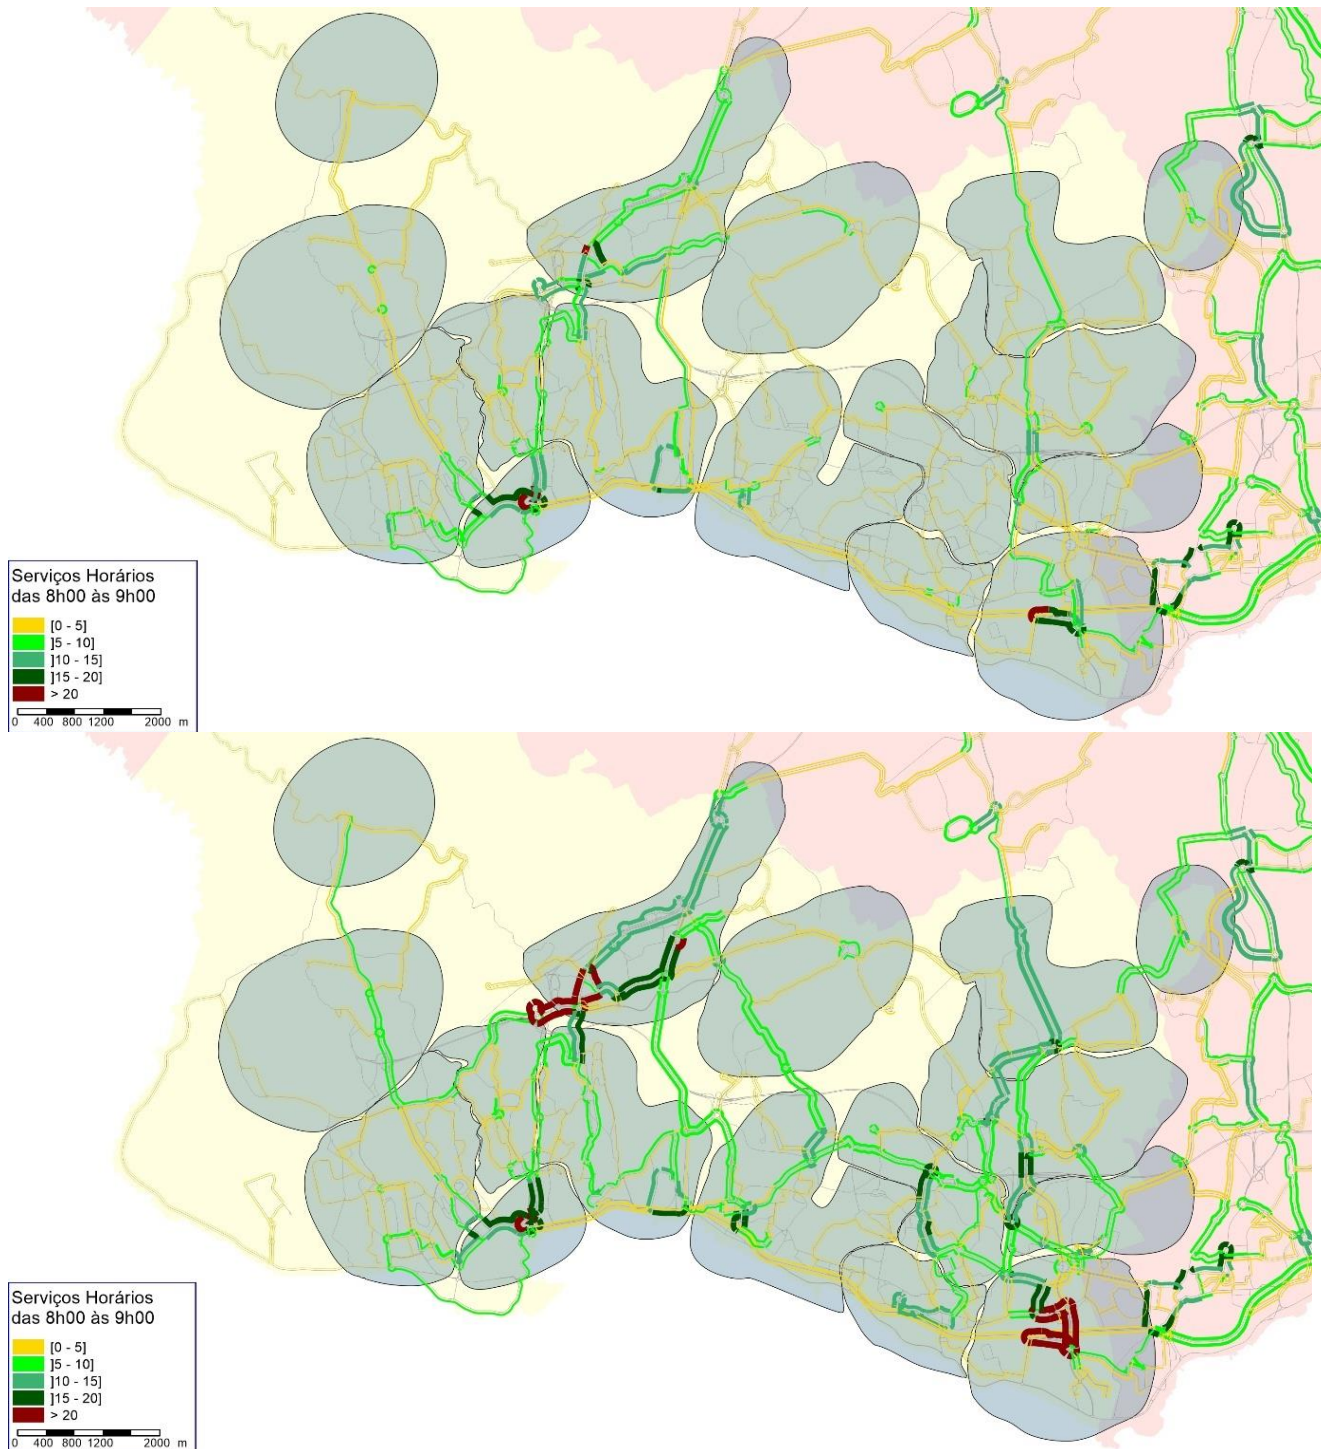 Serviços Horários
das 8h00 às 9h00
[0 - 5]
]5 - 10]
]10 - 15]
]15 - 20]
> 20
0 400 800 1200 2000 m
Serviços Horários
das 8h00 às 9h00
[0 - 5]
]5 - 10]
]10 - 15]
]15 - 20]
> 20
0 400 800 1200 2000 m